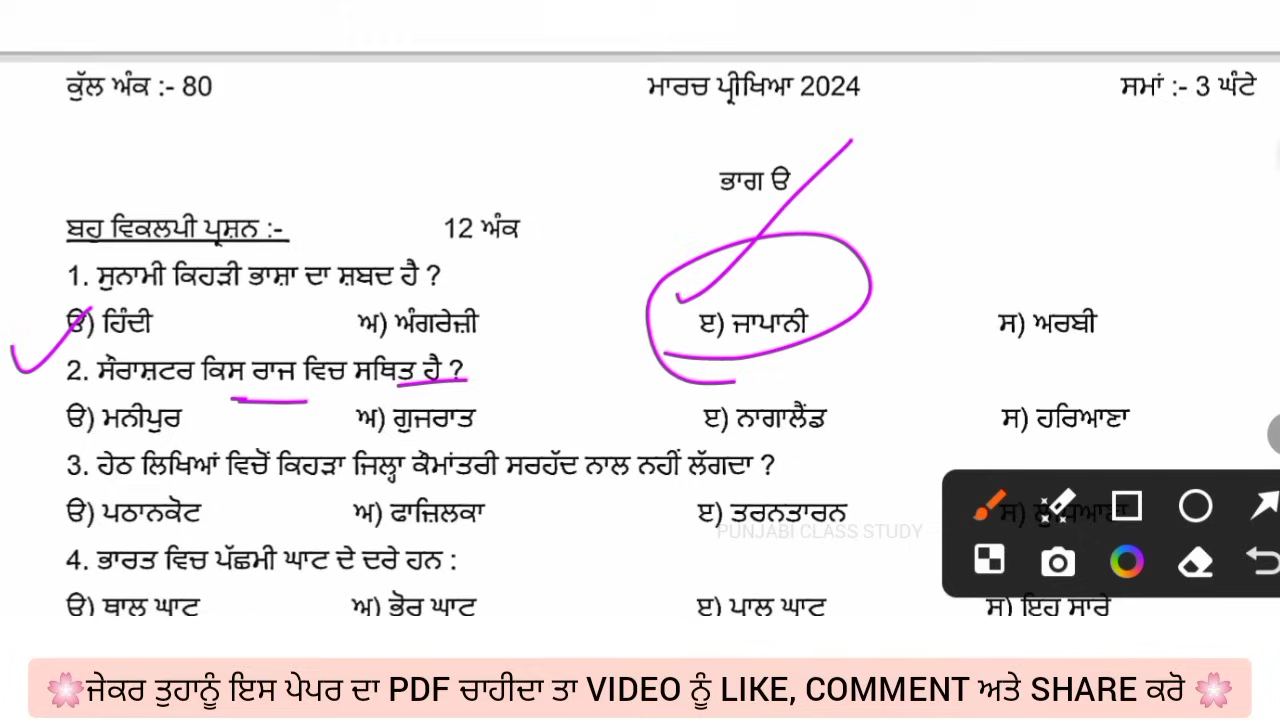 ਕੁੱਲ ਅੰਕ :- 80 ਮਾਰਚ ਪ੍ਰੀਖਿਆ 2024 ਸਮਾਂ :- 3 ਘੰਟੇ
ਭਾਗ ੳ
ਬਹੁ ਵਿਕਲਪੀ ਪ੍ਰਸ਼ਨ :- 12 ਅੰਕ
1. ਸੁਨਾਮੀ ਕਿਹੜੀ ਭਾਸ਼ਾ ਦਾ ਸ਼ਬਦ ਹੈ ?
ੳ) ਹਿੰਦੀ ਅ) ਅੰਗਰੇਜ਼ੀ ੲ) ਜਾਪਾਨੀ ਸ) ਅਰਬੀ
2. ਸੌਰਾਸ਼ਟਰ ਕਿਸ ਰਾਜ ਵਿਚ ਸਥਿਤ ਹੈ ?
ੳ) ਮਨੀਪੁਰ ਅ) ਗੁਜਰਾਤ ੲ) ਨਾਗਾਲੈਂਡ ਸ) ਹਰਿਆਣਾ
3. ਹੇਠ ਲਿਖਿਆਂ ਵਿਚੋਂ ਕਿਹੜਾ ਜਿਲ੍ਹਾ ਕੌਮਾਂਤਰੀ ਸਰਹੱਦ ਨਾਲ ਨਹੀਂ ਲੱਗਦਾ ?
ੳ) ਪਠਾਨਕੋਟ ਅ) ਫਾਜ਼ਿਲਕਾ ੲ) ਤਰਨਤਾਰਨ ਸ) ਲੁਧਿਆਣਾ
PUNJABI CLASS STUDY
4. ਭਾਰਤ ਵਿਚ ਪੱਛਮੀ ਘਾਟ ਦੇ ਦਰੇ ਹਨ :
ੳ) ਥਾਲ ਘਾਟ ਅ) ਭੋਰ ਘਾਟ ੲ) ਪਾਲ ਘਾਟ ਸ) ਇਹ ਸਾਰੇ
🌸ਜੇਕਰ ਤੁਹਾਨੂੰ ਇਸ ਪੇਪਰ ਦਾ PDF ਚਾਹੀਦਾ ਤਾ VIDEO ਨੂੰ LIKE, COMMENT ਅਤੇ SHARE ਕਰੋ 🌸